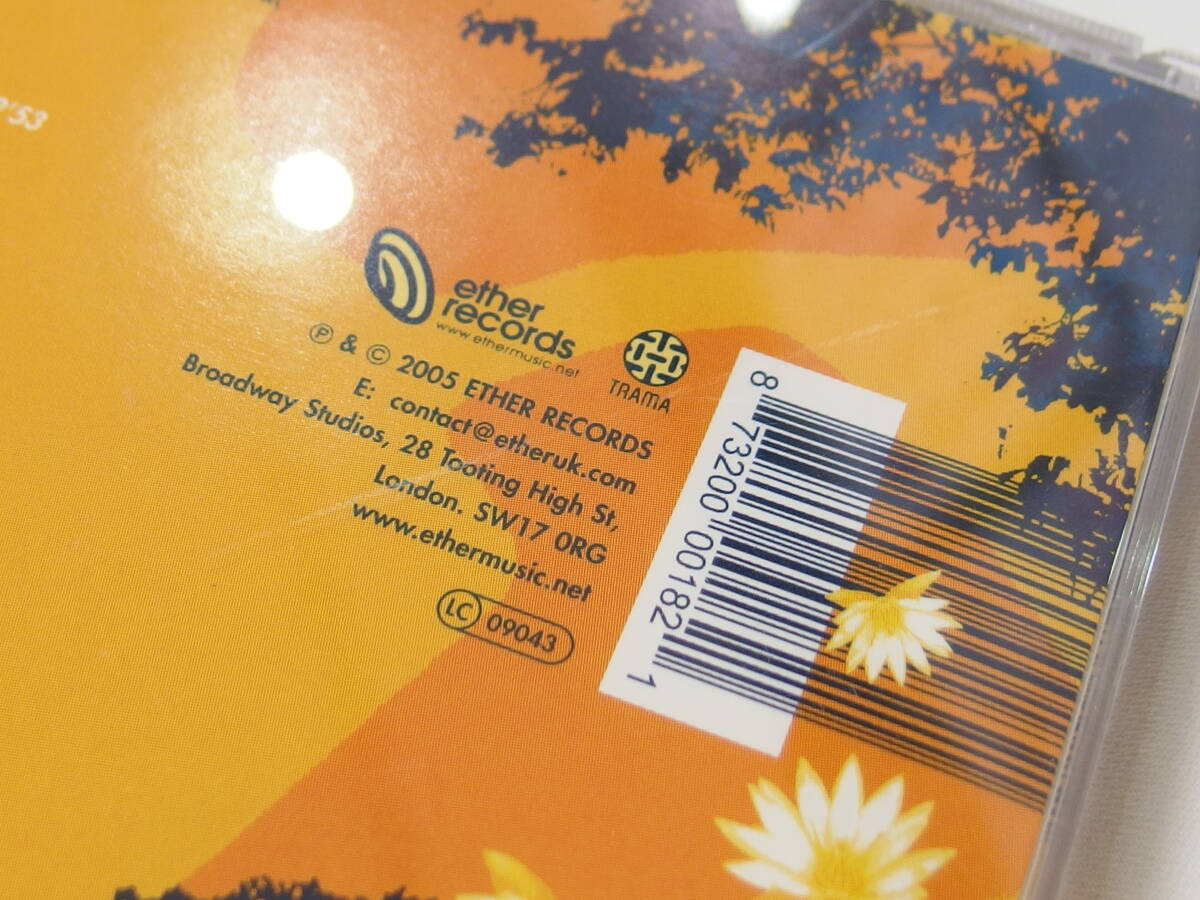 ether
records
www.ethermusic.net
TRAMA
Ⓟ & © 2005 ETHER RECORDS
E: contact@etheruk.com
Broadway Studios, 28 Tooting High St,
London. SW17 0RG
www.ethermusic.net
LC 09043
8 73200 00182 1